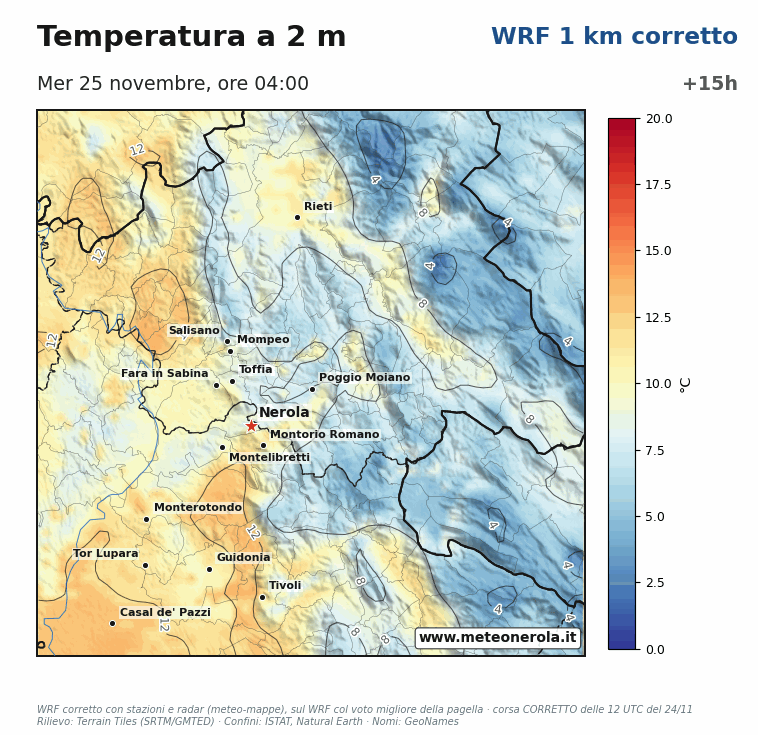 Temperatura a 2 m
WRF 1 km corretto
Mer 25 novembre, ore 04:00
+15h
12
4
Rieti
8
4
12
4
8
20.0
17.5
15.0
12.5
10.0
7.5
5.0
2.5
0.0
°C
12
Salisano
Mompeo
4
Fara in Sabina
Toffia
Poggio Moiano
Nerola
8
Montorio Romano
Montelibretti
Monterotondo
12
4
Tor Lupara
Guidonia
4
8
Tivoli
4
Casal de' Pazzi
12
4
8
8
www.meteonerola.it
WRF corretto con stazioni e radar (meteo-mappe), sul WRF col voto migliore della pagella · corsa CORRETTO delle 12 UTC del 24/11
Rilievo: Terrain Tiles (SRTM/GMTED) · Confini: ISTAT, Natural Earth · Nomi: GeoNames